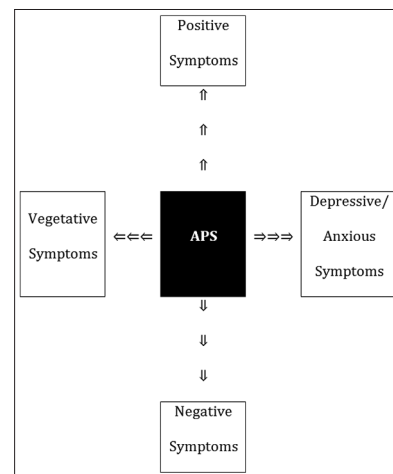 Positive
Symptoms
⇑
⇑
⇑
Vegetative
Symptoms
⇐⇐⇐
APS
⇒⇒⇒
Depressive/
Anxious
Symptoms
⇓
⇓
⇓
Negative
Symptoms